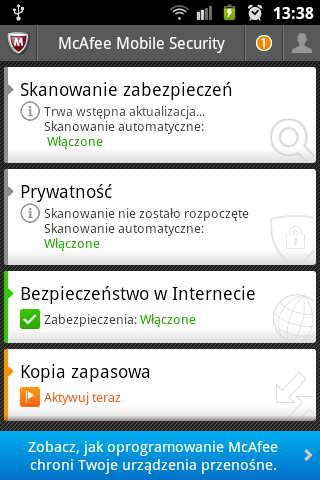 13:38
McAfee Mobile Security
1
Skanowanie zabezpieczeń
Trwa wstępna aktualizacja...
Skanowanie automatyczne:
Włączone
Prywatność
Skanowanie nie zostało rozpoczęte
Skanowanie automatyczne:
Włączone
Bezpieczeństwo w Internecie
Zabezpieczenia: Włączone
Kopia zapasowa
Aktywuj teraz
Zobacz, jak oprogramowanie McAfee
chroni Twoje urządzenia przenośne.